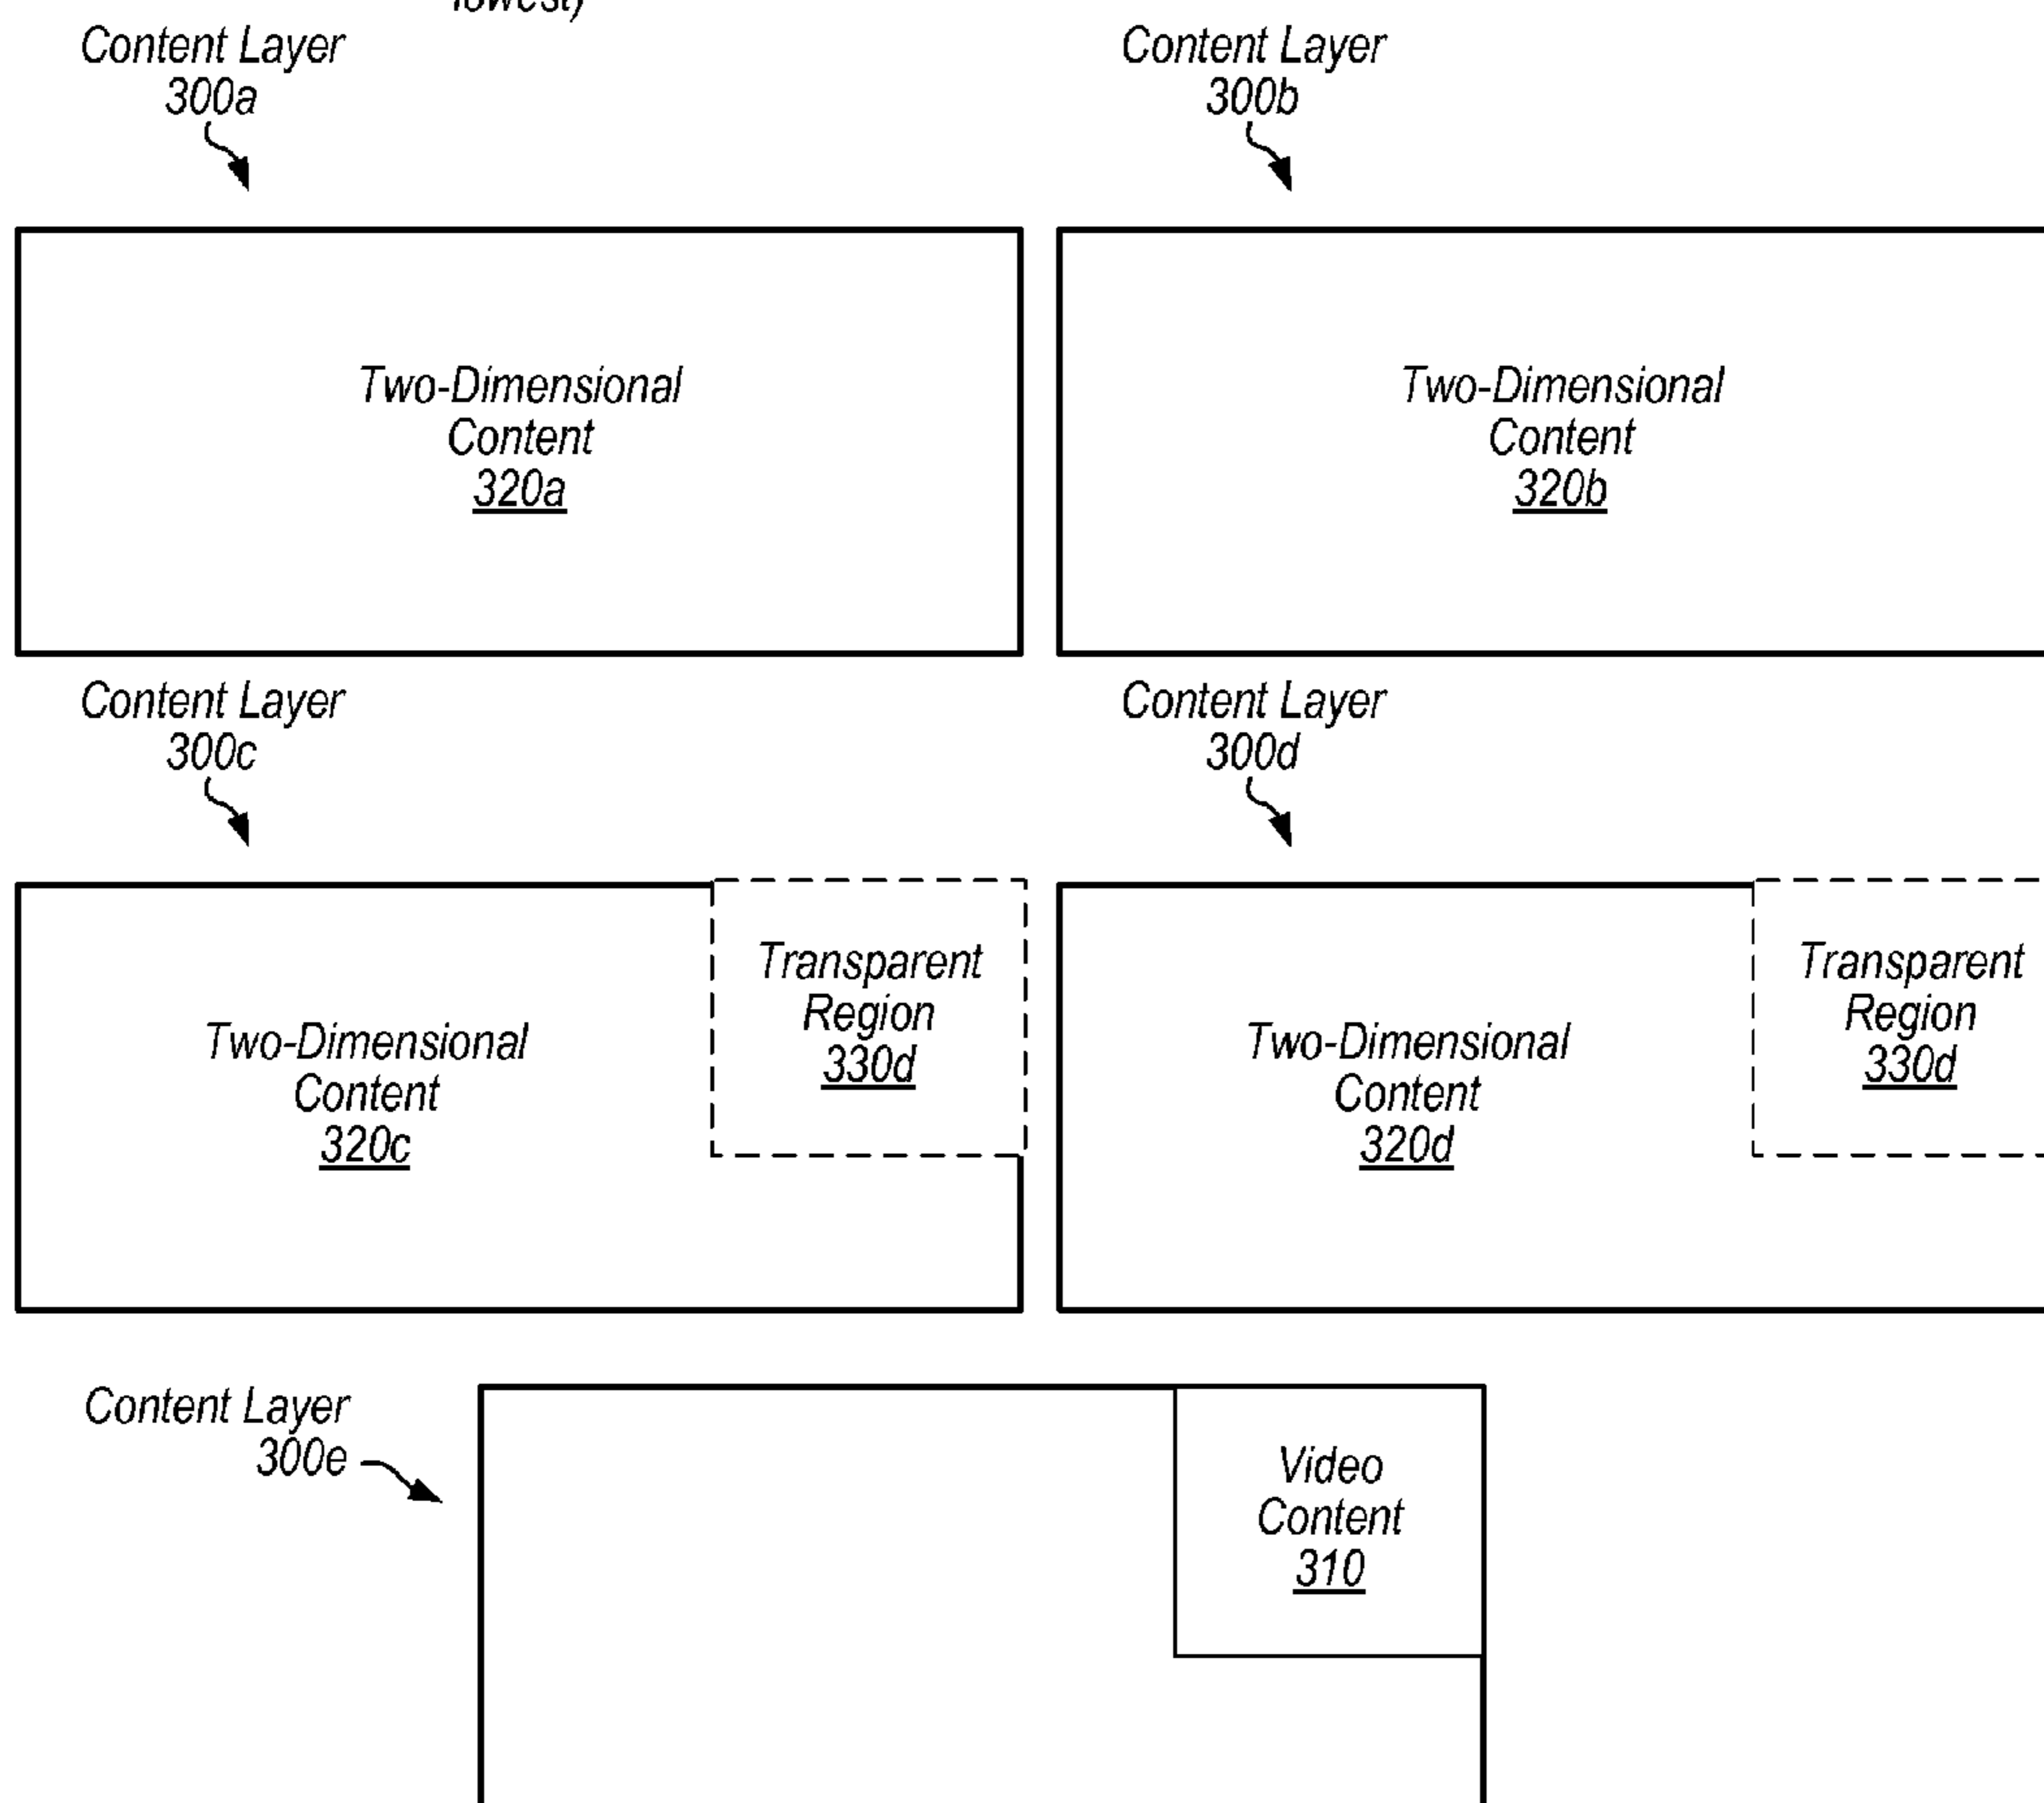 lowest)
Content Layer
300a
Content Layer
300b
Two-Dimensional
Content
320a
Two-Dimensional
Content
320b
Content Layer
300c
Content Layer
300d
Two-Dimensional
Content
320c
Transparent
Region
330d
Two-Dimensional
Content
320d
Transparent
Region
330d
Content Layer
300e
Video
Content
310